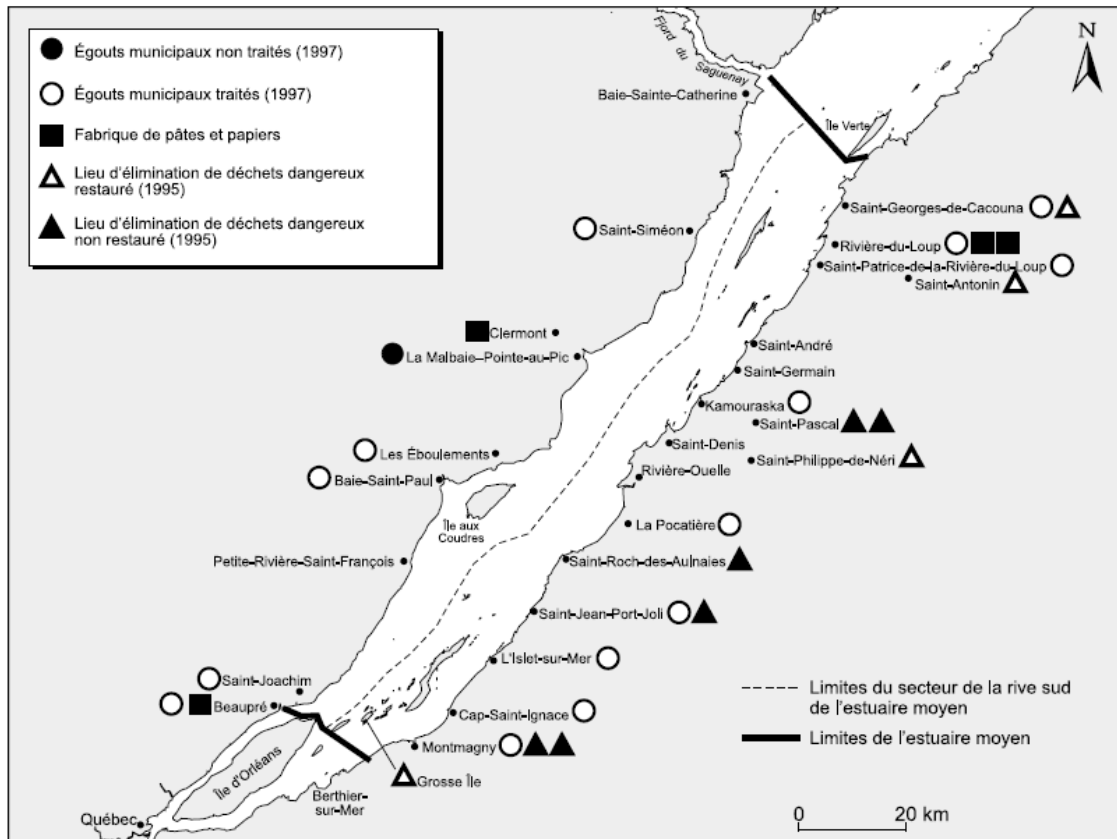 Égouts municipaux non traités (1997)
Égouts municipaux traités (1997)
Fabrique de pâtes et papiers
Lieu d'élimination de déchets dangereux
restauré (1995)
Lieu d'élimination de déchets dangereux
non restauré (1995)
N
Fjord du Saguenay
Baie-Sainte-Catherine
Île Verte
Saint-Georges-de-Cacouna
Saint-Siméon
Rivière-du-Loup
Saint-Patrice-de-la-Rivière-du-Loup
Saint-Antonin
Clermont
La Malbaie-Pointe-au-Pic
Saint-André
Saint-Germain
Kamouraska
Saint-Pascal
Saint-Denis
Les Éboulements
Saint-Philippe-de-Néri
Baie-Saint-Paul
Rivière-Ouelle
Île aux
Coudres
La Pocatière
Petite-Rivière-Saint-François
Saint-Roch-des-Aulnaies
Saint-Jean-Port-Joli
L'Islet-sur-Mer
Saint-Joachim
Beaupré
Cap-Saint-Ignace
Montmagny
Île d'Orléans
Grosse Île
Berthier-
sur-Mer
Québec
Limites du secteur de la rive sud
de l'estuaire moyen
Limites de l'estuaire moyen
0 20 km